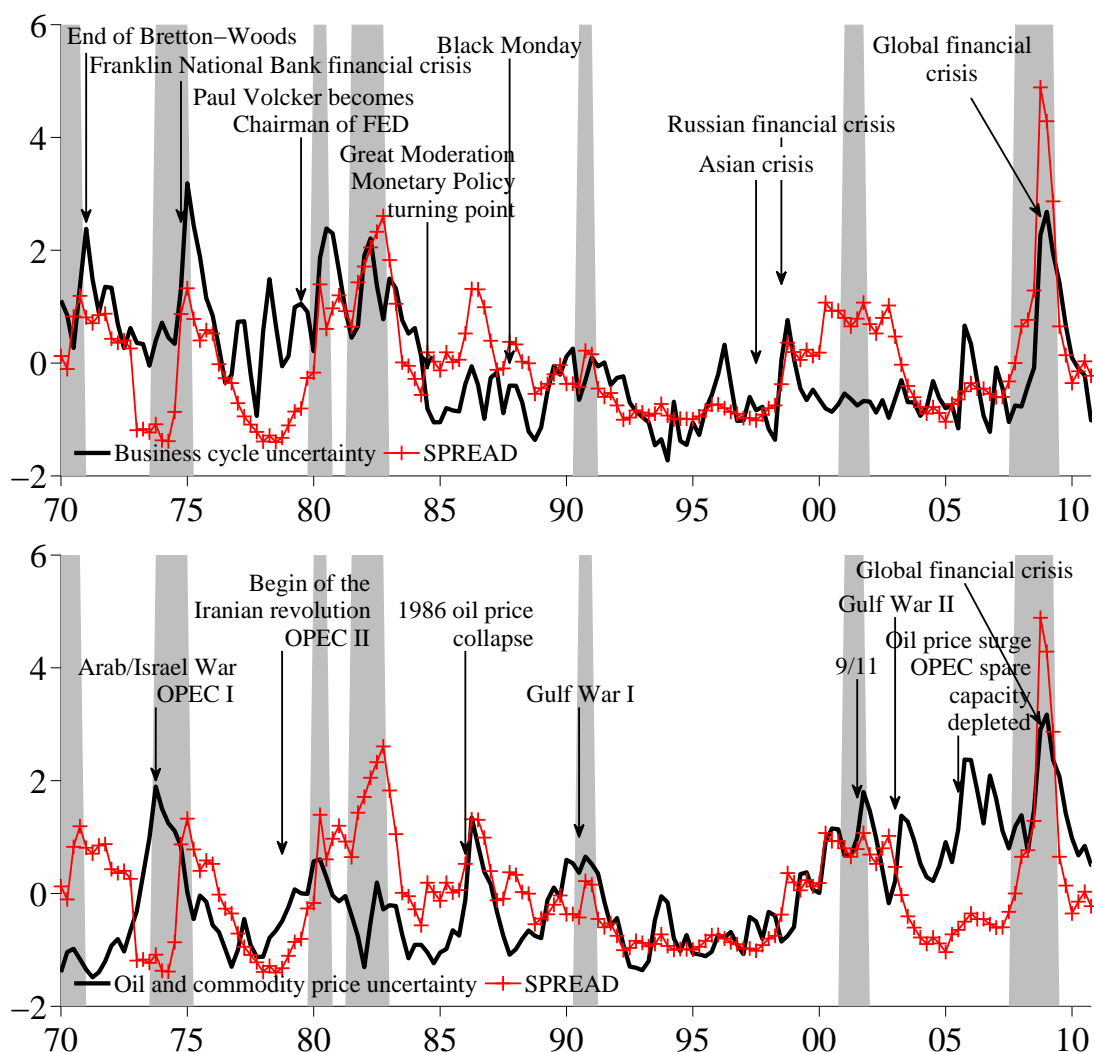 6
End of Bretton−Woods
Black Monday
Global financial
crisis
Franklin National Bank financial crisis
Paul Volcker becomes
Chairman of FED
4
Russian financial crisis
Great Moderation
Monetary Policy
turning point
Asian crisis
2
0
Business cycle uncertainty
SPREAD
−2
70 75 80 85 90 95 00 05 10
6
Global financial crisis
Begin of the
Iranian revolution
OPEC II
1986 oil price
collapse
Gulf War II
Oil price surge
OPEC spare
capacity
depleted
4
Arab/Israel War
OPEC I
Gulf War I
9/11
2
0
Oil and commodity price uncertainty
SPREAD
−2
70 75 80 85 90 95 00 05 10